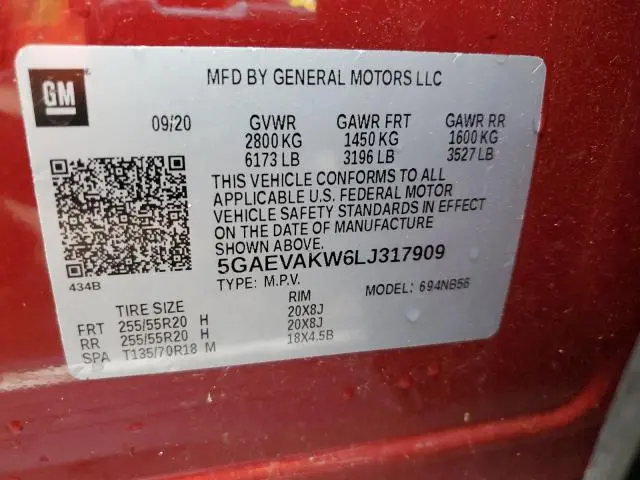 GM
MFD BY GENERAL MOTORS LLC
09/20 GVWR GAWR FRT GAWR RR
2800 KG 1450 KG 1600 KG
6173 LB 3196 LB 3527 LB
THIS VEHICLE CONFORMS TO ALL
APPLICABLE U.S. FEDERAL MOTOR
VEHICLE SAFETY STANDARDS IN EFFECT
ON THE DATE OF MANUFACTURE
SHOWN ABOVE.
434B
5GAEVAKW6LJ317909
TYPE: M.P.V. MODEL: 694NB56
TIRE SIZE RIM
FRT 255/55R20 H 20X8J
RR 255/55R20 H 20X8J
SPA T135/70R18 M 18X4.5B